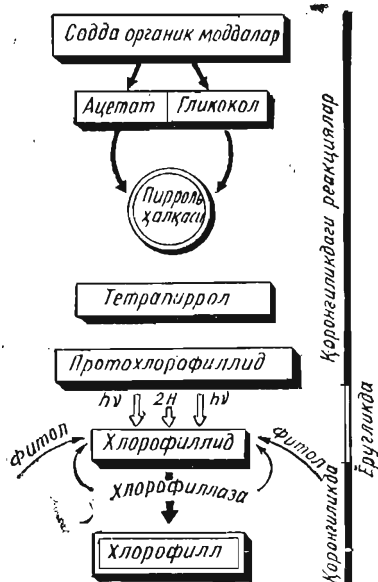 Содда органик моддалар
Ацетат Гликокол
Пирроль
ҳалқаси
Тетрапиррол
Протохлорофиллид
hν 2H hν
Хлорофиллид
Фитол
Фитол
Хлорофиллаза
Хлорофилл
Қоронғиликдаги реакциялар
Ёруғликда
Қоронғиликда